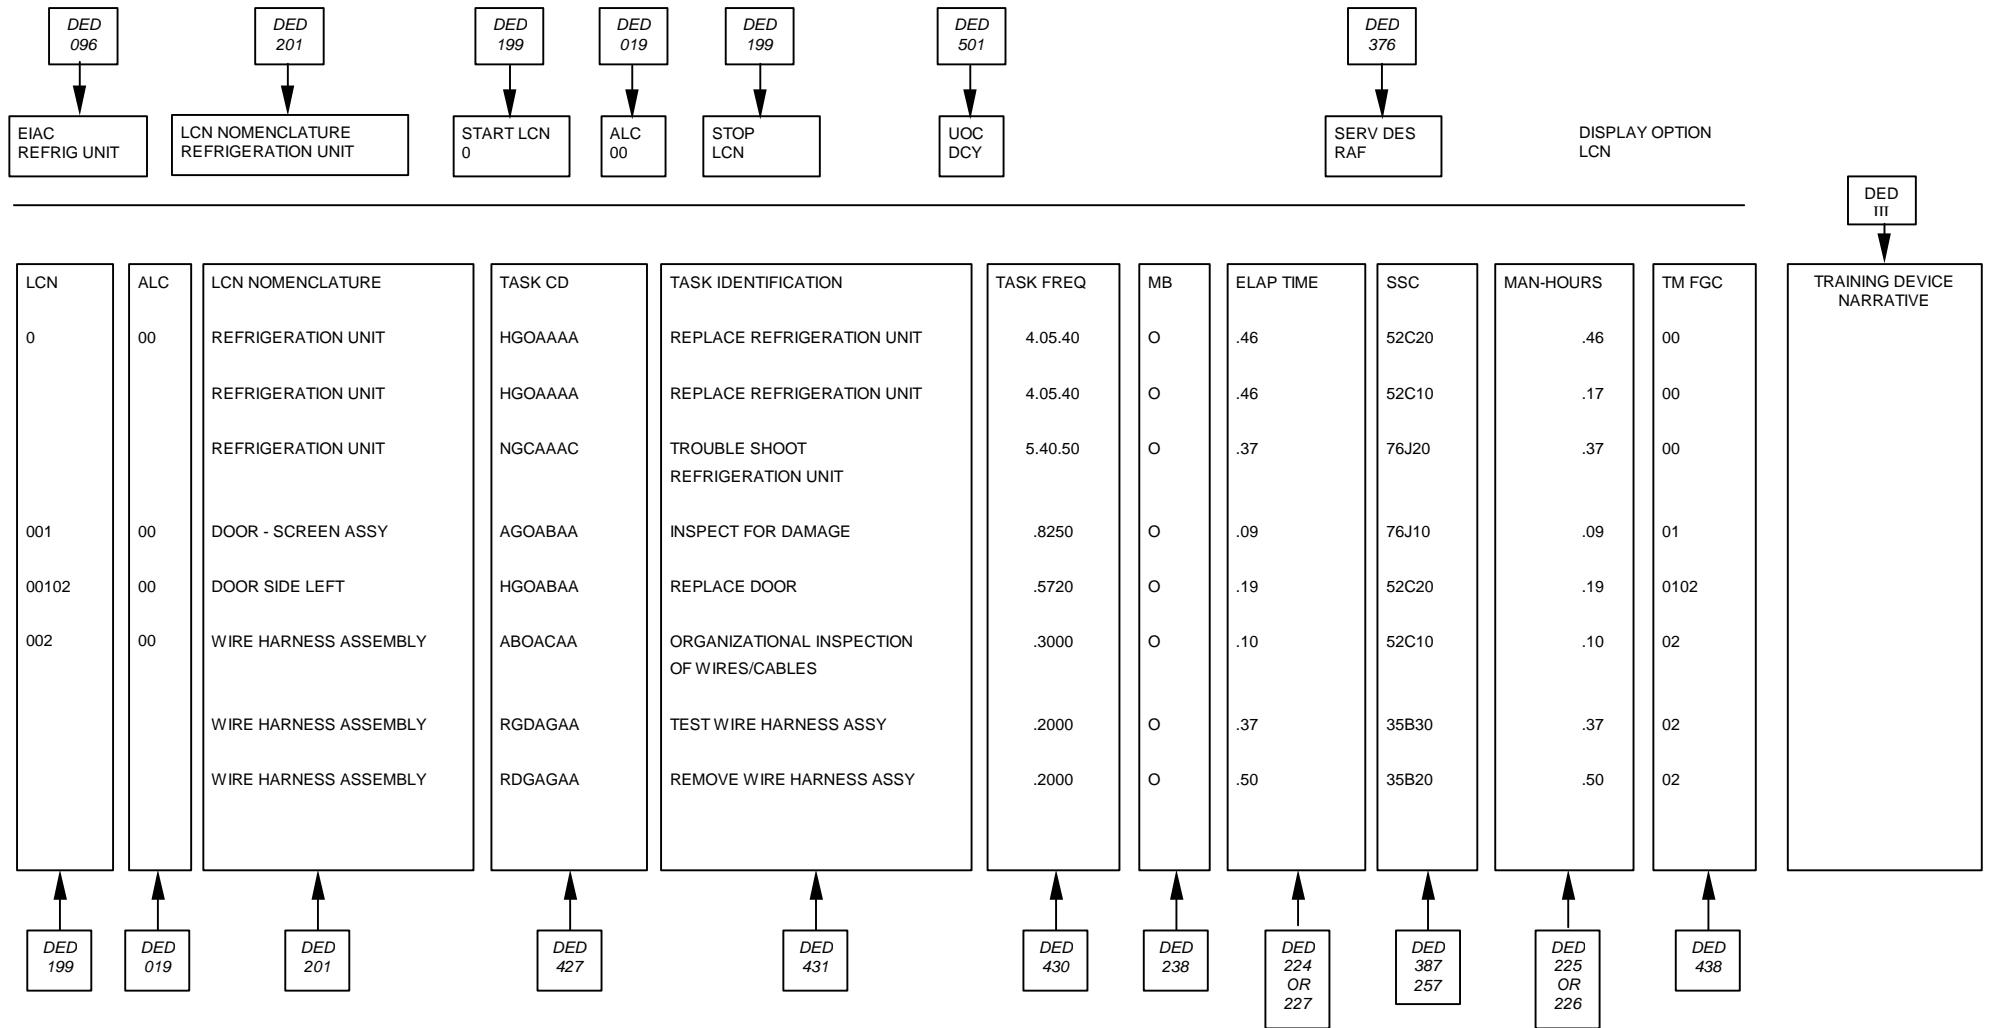 DED 096
DED 201
DED 199
DED 019
DED 199
DED 501
DED 376
EIAC
REFRIG UNIT
LCN NOMENCLATURE
REFRIGERATION UNIT
START LCN
0
ALC
00
STOP
LCN
UOC
DCY
SERV DES
RAF
DISPLAY OPTION
LCN
DED
III
LCN ALC LCN NOMENCLATURE TASK CD TASK IDENTIFICATION TASK FREQ MB ELAP TIME SSC MAN-HOURS TM FGC TRAINING DEVICE
NARRATIVE
0 00 REFRIGERATION UNIT HGOAAAA REPLACE REFRIGERATION UNIT 4.05.40 O .46 52C20 .46 00
REFRIGERATION UNIT HGOAAAA REPLACE REFRIGERATION UNIT 4.05.40 O .46 52C10 .17 00
REFRIGERATION UNIT NGCAAAC TROUBLE SHOOT 5.40.50 O .37 76J20 .37 00
REFRIGERATION UNIT
001 00 DOOR - SCREEN ASSY AGOABAA INSPECT FOR DAMAGE .8250 O .09 76J10 .09 01
00102 00 DOOR SIDE LEFT HGOABAA REPLACE DOOR .5720 O .19 52C20 .19 0102
002 00 WIRE HARNESS ASSEMBLY ABOACAA ORGANIZATIONAL INSPECTION .3000 O .10 52C10 .10 02
OF WIRES/CABLES
WIRE HARNESS ASSEMBLY RGDAGAA TEST WIRE HARNESS ASSY .2000 O .37 35B30 .37 02
WIRE HARNESS ASSEMBLY RDGAGAA REMOVE WIRE HARNESS ASSY .2000 O .50 35B20 .50 02
DED 199
DED 019
DED 201
DED 427
DED 431
DED 430
DED 238
DED
224
OR
227
DED
387
257
DED
225
OR
226
DED 438